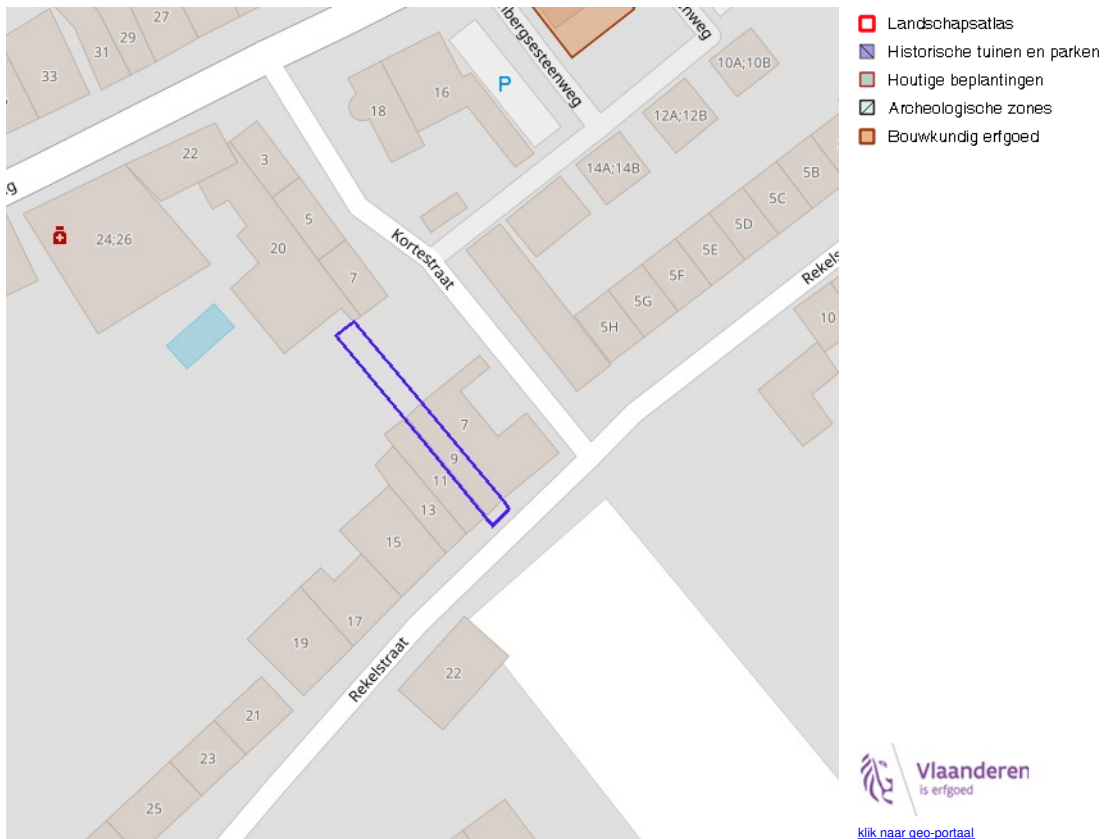 Landschapsatlas
Historische tuinen en parken
Houtige beplantingen
Archeologische zones
Bouwkundig erfgoed
27
29
31
33
22
24;26
3
5
7
20
18
16
P
bergsesteenweg
weg
10A;10B
12A;12B
14A;14B
5B
5C
5D
5E
5F
5G
5H
Kortestraat
Rekels
10
7
9
11
13
15
17
19
21
23
25
22
Rekelstraat
Vlaanderen
is erfgoed
klik naar geo-portaal